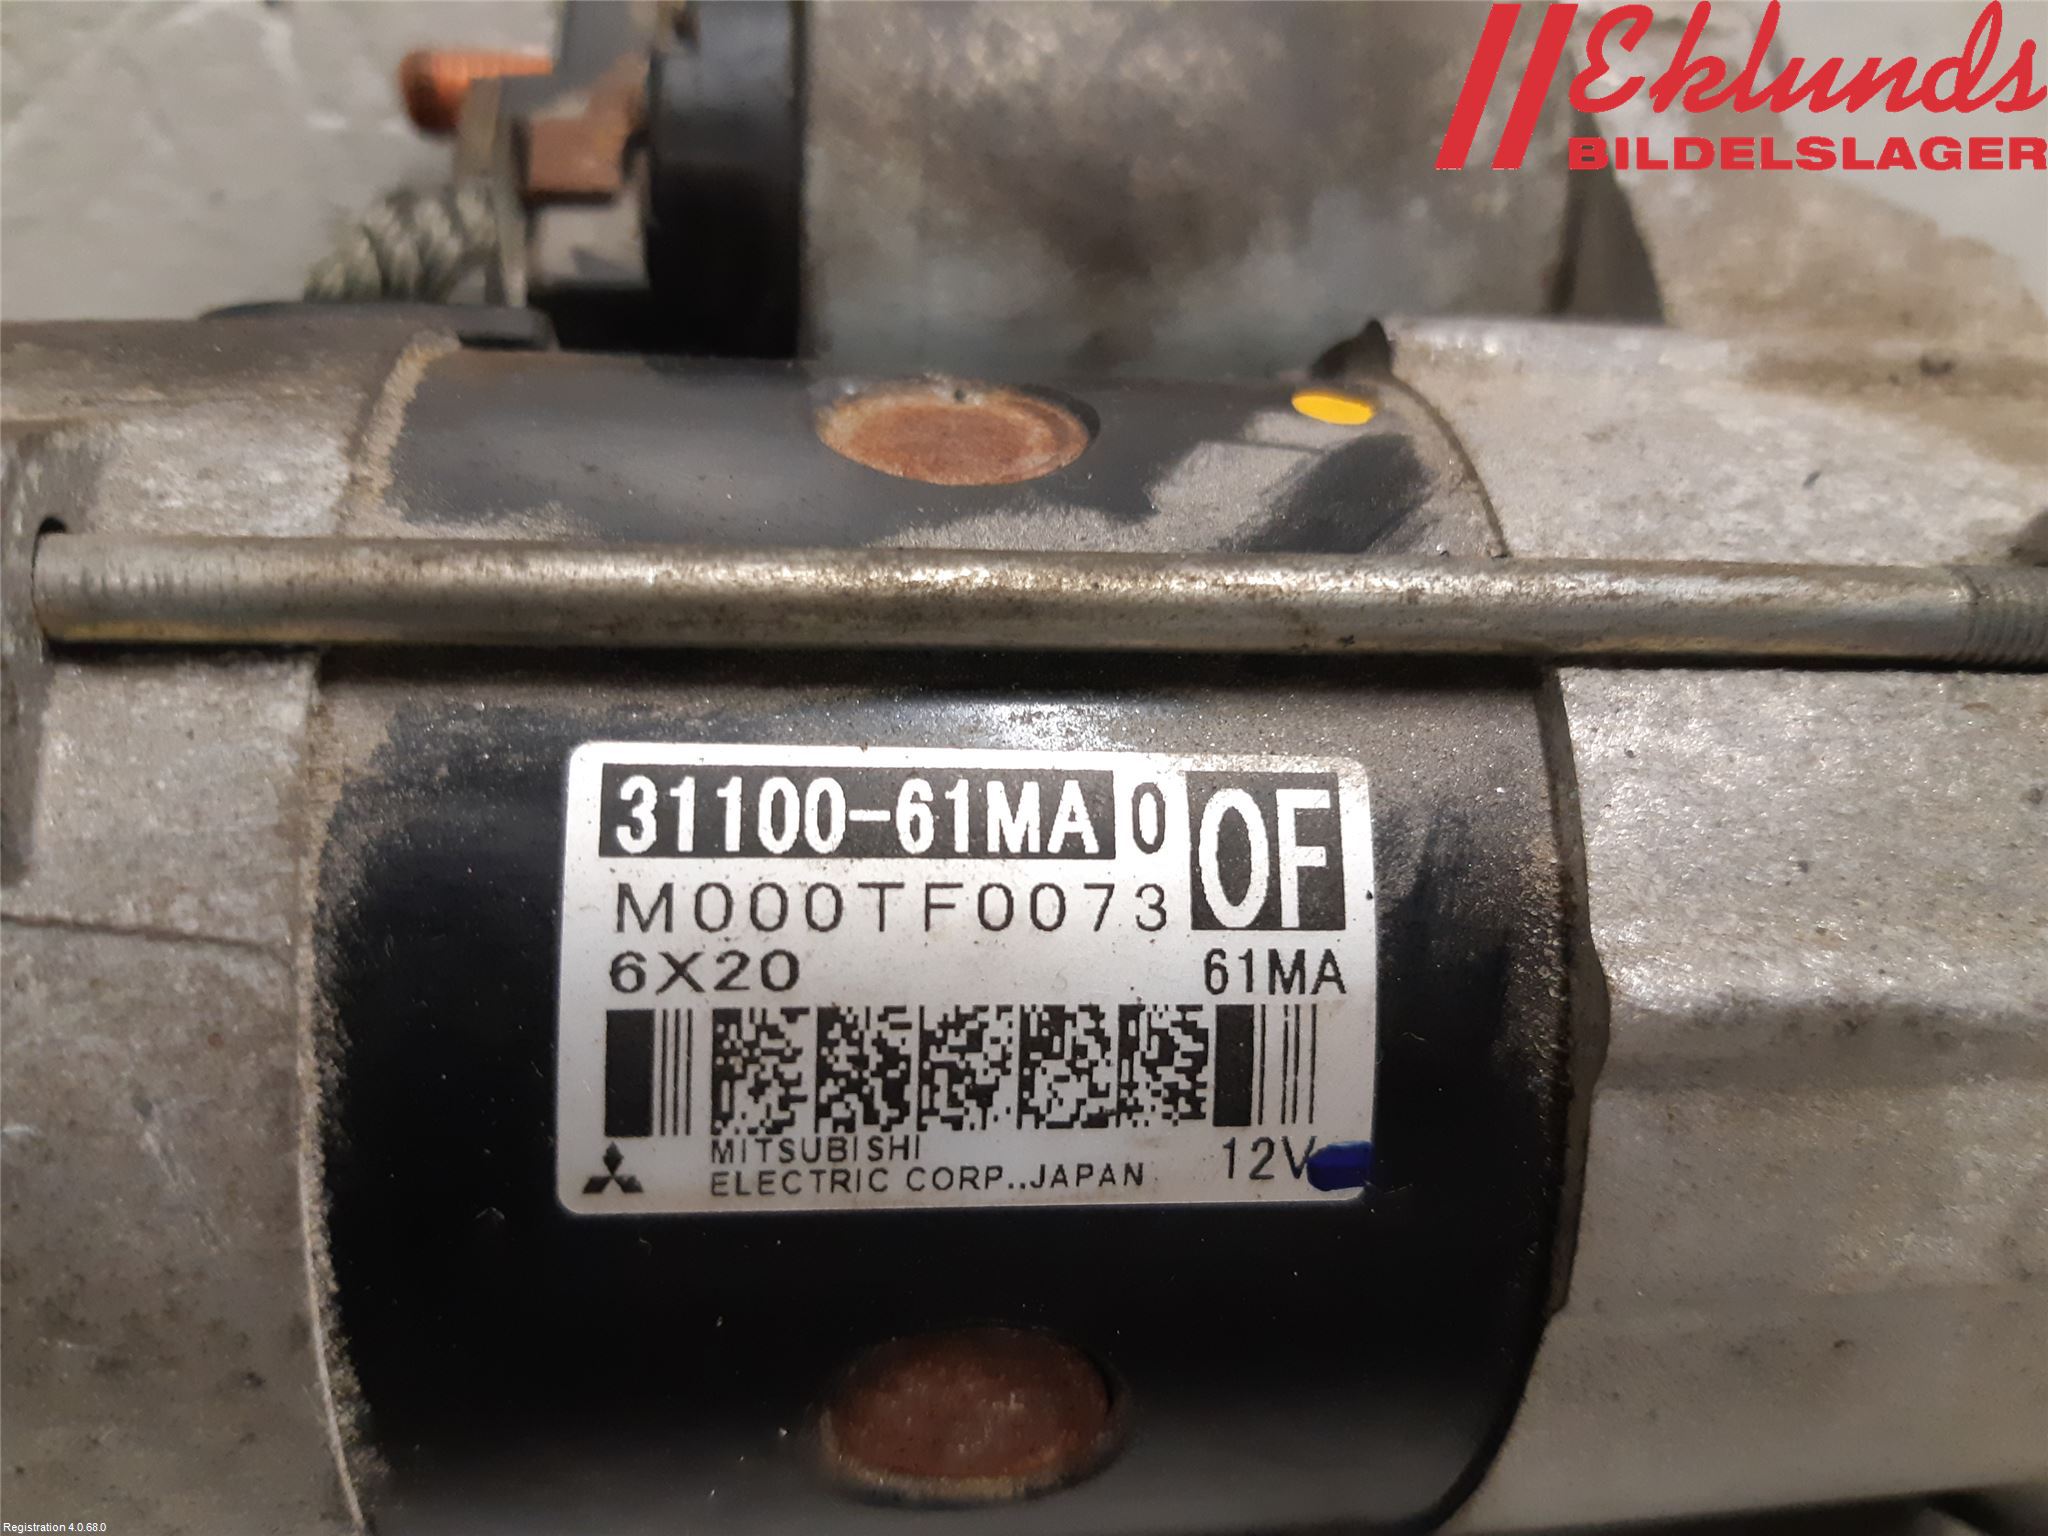 Eklunds
BILDELSLAGER
31100-61MA 0
0F
M000TF0073
6X20
61MA
MITSUBISHI
ELECTRIC CORP..JAPAN
12V
Registration 4.0.68.0